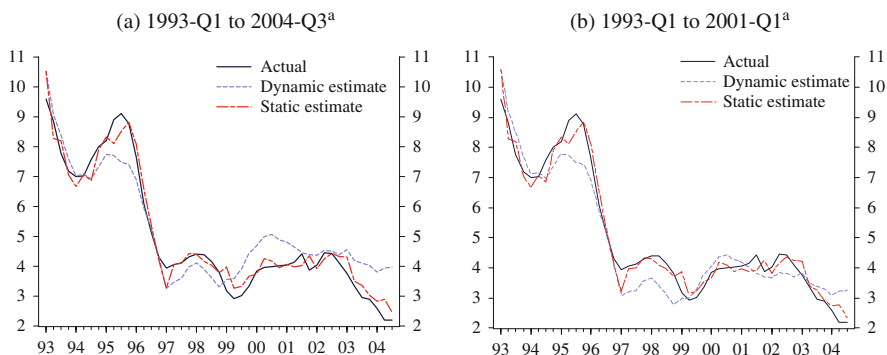 (a) 1993-Q1 to 2004-Q3ᵃ
11 11
10 10
9 9
8 8
7 7
6 6
5 5
4 4
3 3
2 2
Actual
Dynamic estimate
Static estimate
93 94 95 96 97 98 99 00 01 02 03 04
(b) 1993-Q1 to 2001-Q1ᵃ
11 11
10 10
9 9
8 8
7 7
6 6
5 5
4 4
3 3
2 2
Actual
Dynamic estimate
Static estimate
93 94 95 96 97 98 99 00 01 02 03 04